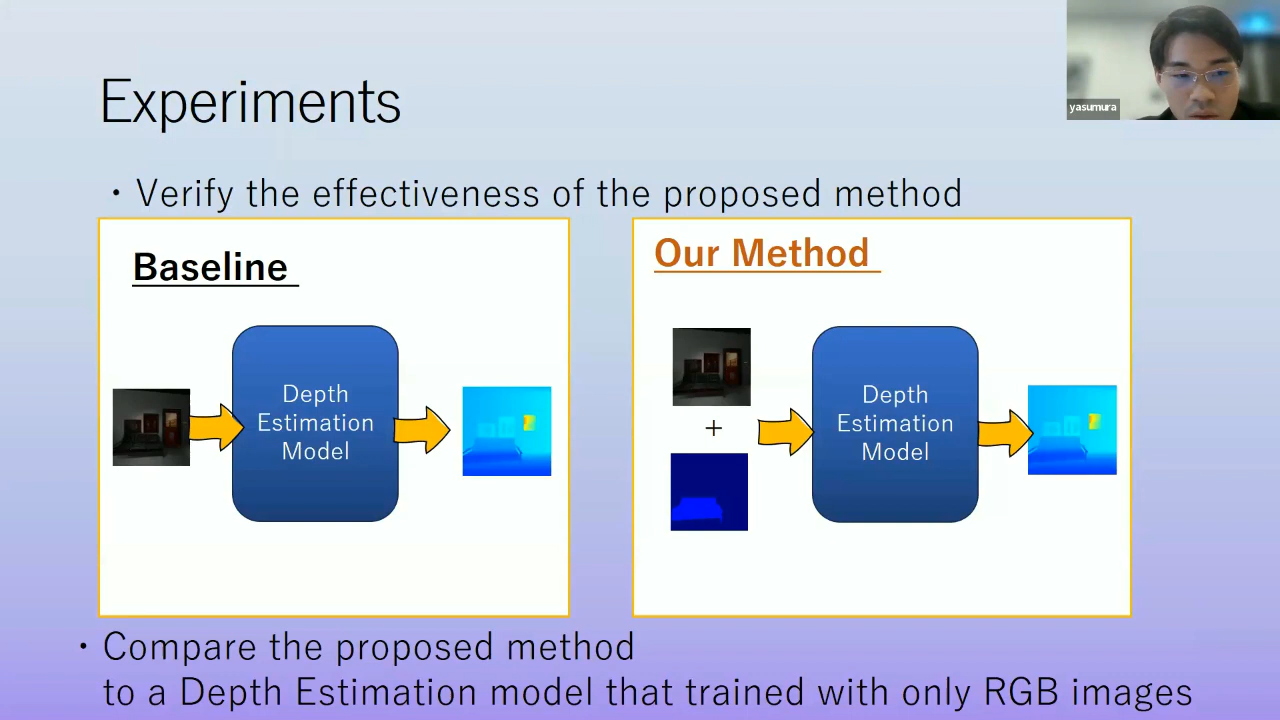 Experiments
yasumura
・Verify the effectiveness of the proposed method
Baseline
Our Method
Depth
Estimation
Model
+
Depth
Estimation
Model
・Compare the proposed method
to a Depth Estimation model that trained with only RGB images